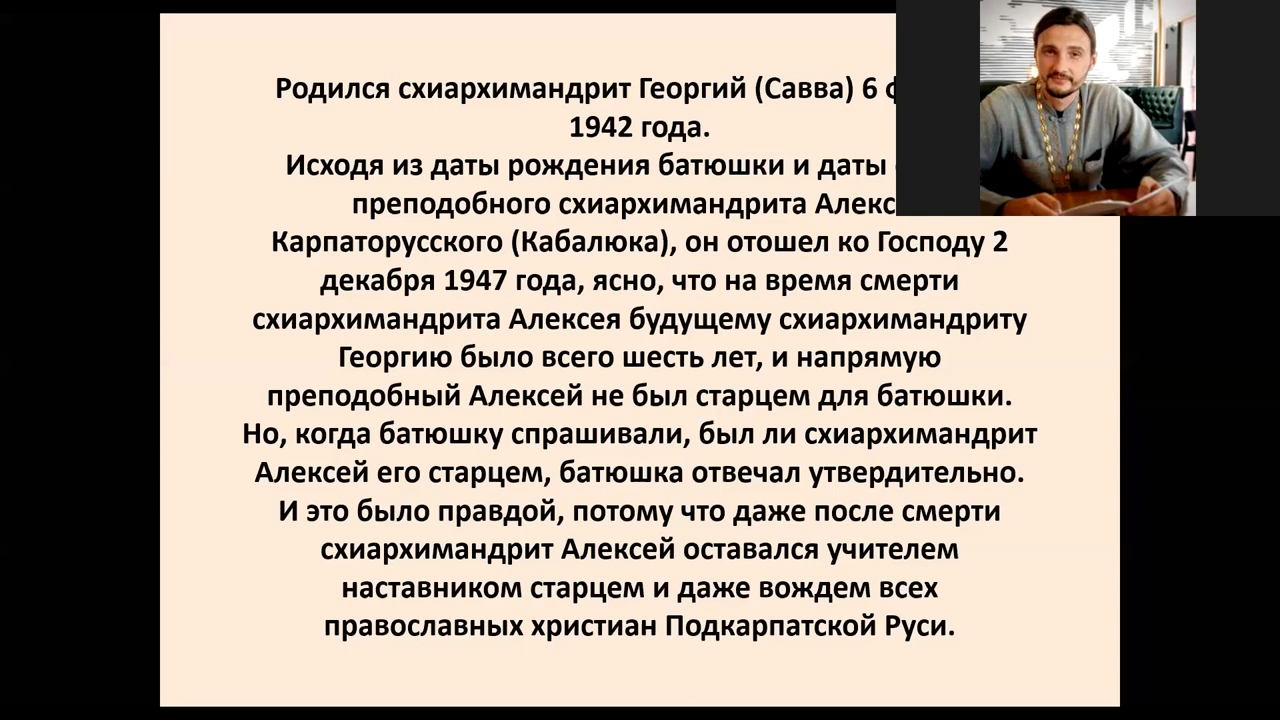 Родился схиархимандрит Георгий (Савва) 6
1942 года.
Исходя из даты рождения батюшки и даты
преподобного схиархимандрита
Карпаторусского (Кабалюка), он отошел ко Господу 2
декабря 1947 года, ясно, что на время смерти
схиархимандрита Алексея будущему схиархимандриту
Георгию было всего шесть лет, и напрямую
преподобный Алексей не был старцем для батюшки.
Но, когда батюшку спрашивали, был ли схиархимандрит
Алексей его старцем, батюшка отвечал утвердительно.
И это было правдой, потому что даже после смерти
схиархимандрит Алексей оставался учителем
наставником старцем и даже вождем всех
православных христиан Подкарпатской Руси.